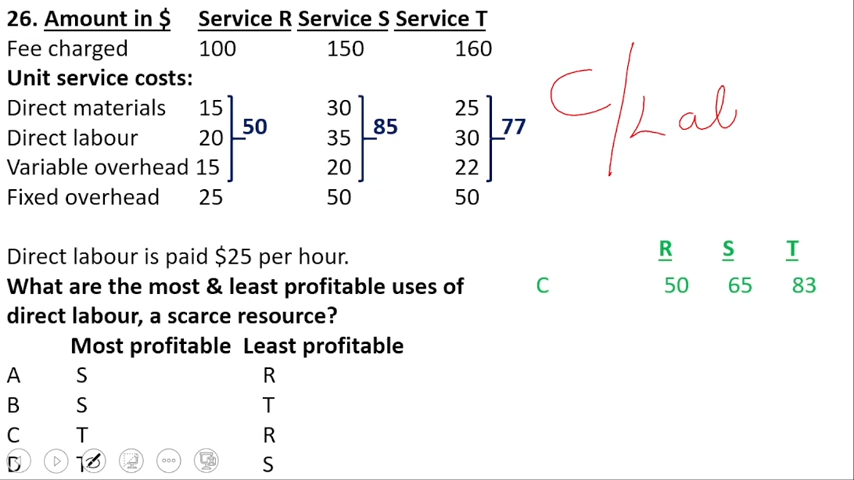 26. Amount in $ Service R Service S Service T
Fee charged 100 150 160
Unit service costs:
Direct materials 15 30 25
Direct labour 20 35 30
50 85 77
Variable overhead 15 20 22
Fixed overhead 25 50 50
C/Lab
Direct labour is paid $25 per hour.
R S T
What are the most & least profitable uses of
C 50 65 83
direct labour, a scarce resource?
Most profitable Least profitable
A S R
B S T
C T R
D T S